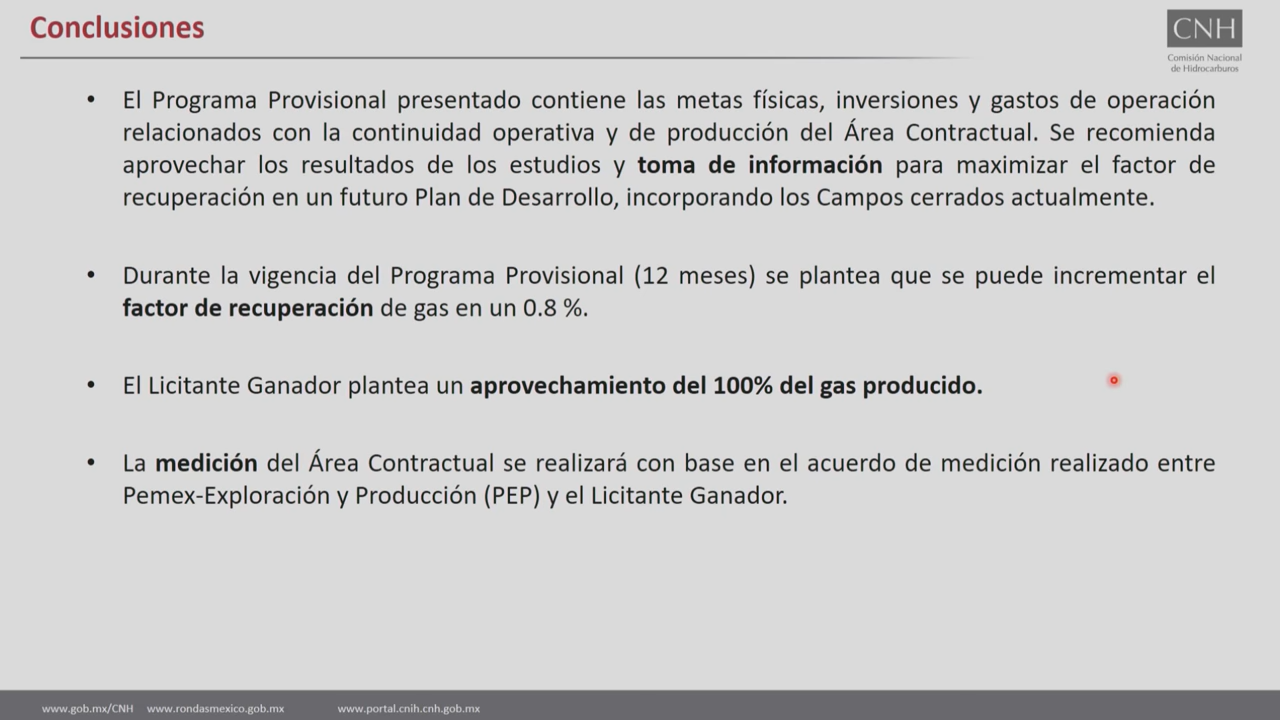 Conclusiones
CNH
Comisión Nacional
de Hidrocarburos
• El Programa Provisional presentado contiene las metas físicas, inversiones y gastos de operación
relacionados con la continuidad operativa y de producción del Área Contractual. Se recomienda
aprovechar los resultados de los estudios y toma de información para maximizar el factor de
recuperación en un futuro Plan de Desarrollo, incorporando los Campos cerrados actualmente.
• Durante la vigencia del Programa Provisional (12 meses) se plantea que se puede incrementar el
factor de recuperación de gas en un 0.8 %.
• El Licitante Ganador plantea un aprovechamiento del 100% del gas producido.
• La medición del Área Contractual se realizará con base en el acuerdo de medición realizado entre
Pemex-Exploración y Producción (PEP) y el Licitante Ganador.
www.gob.mx/CNH www.rondasmexico.gob.mx www.portal.cnih.cnh.gob.mx